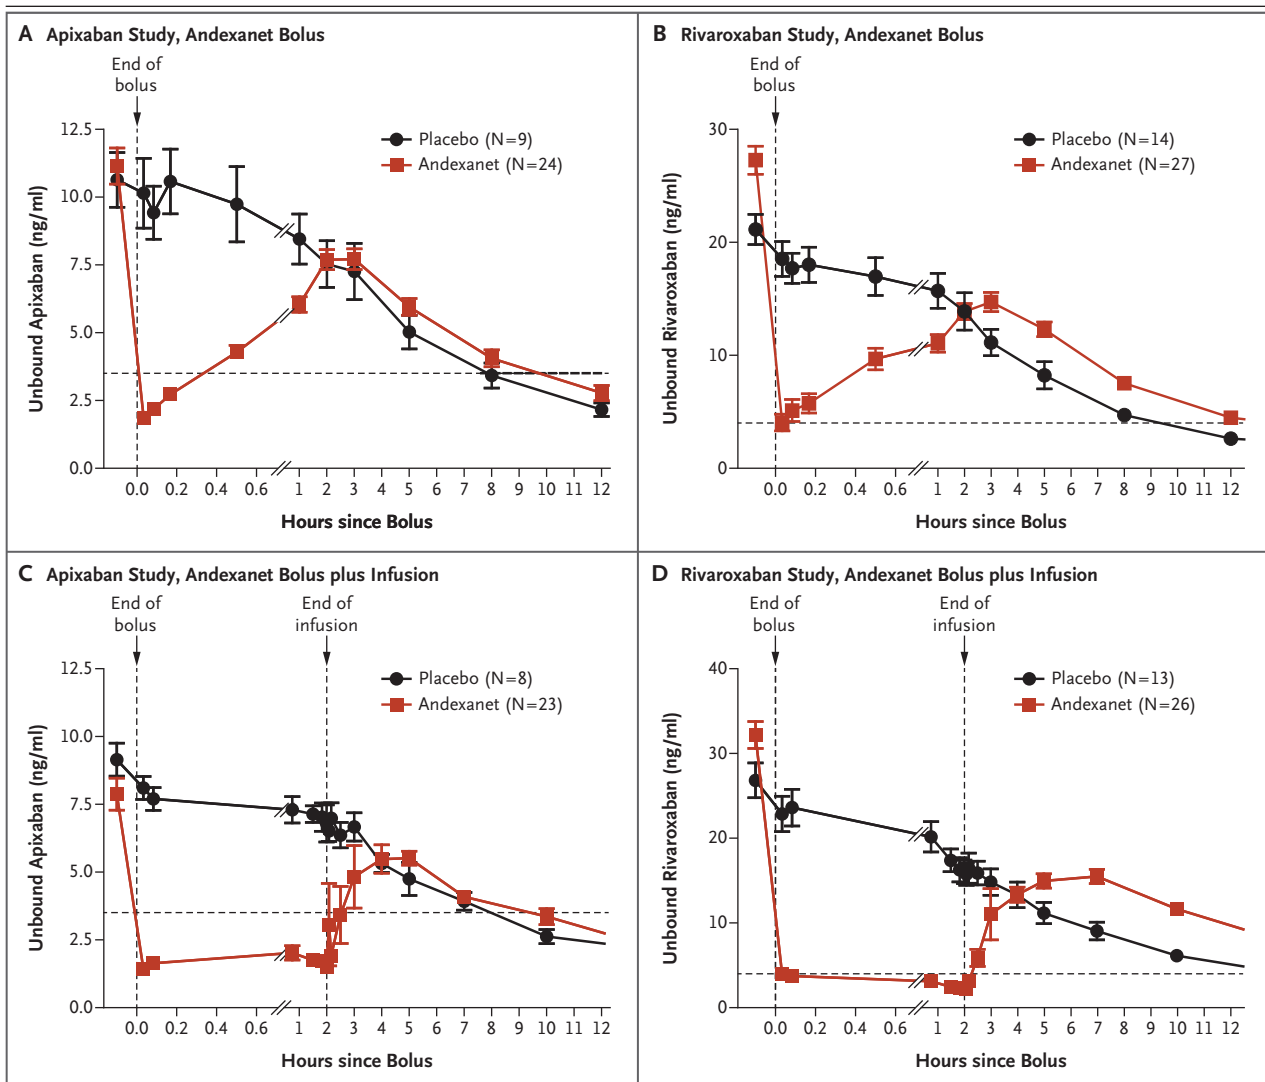 A Apixaban Study, Andexanet Bolus
End of
bolus
12.5
10.0
7.5
5.0
2.5
0.0
Unbound Apixaban (ng/ml)
Placebo (N=9)
Andexanet (N=24)
0.0 0.2 0.4 0.6 1 2 3 4 5 6 7 8 9 10 11 12
Hours since Bolus
B Rivaroxaban Study, Andexanet Bolus
End of
bolus
30
20
10
0
Unbound Rivaroxaban (ng/ml)
Placebo (N=14)
Andexanet (N=27)
0.0 0.2 0.4 0.6 1 2 3 4 5 6 7 8 9 10 11 12
Hours since Bolus
C Apixaban Study, Andexanet Bolus plus Infusion
End of
bolus
End of
infusion
12.5
10.0
7.5
5.0
2.5
0.0
Unbound Apixaban (ng/ml)
Placebo (N=8)
Andexanet (N=23)
0.0 0.2 0.4 0.6 1 2 3 4 5 6 7 8 9 10 11 12
Hours since Bolus
D Rivaroxaban Study, Andexanet Bolus plus Infusion
End of
bolus
End of
infusion
40
30
20
10
0
Unbound Rivaroxaban (ng/ml)
Placebo (N=13)
Andexanet (N=26)
0.0 0.2 0.4 0.6 1 2 3 4 5 6 7 8 9 10 11 12
Hours since Bolus